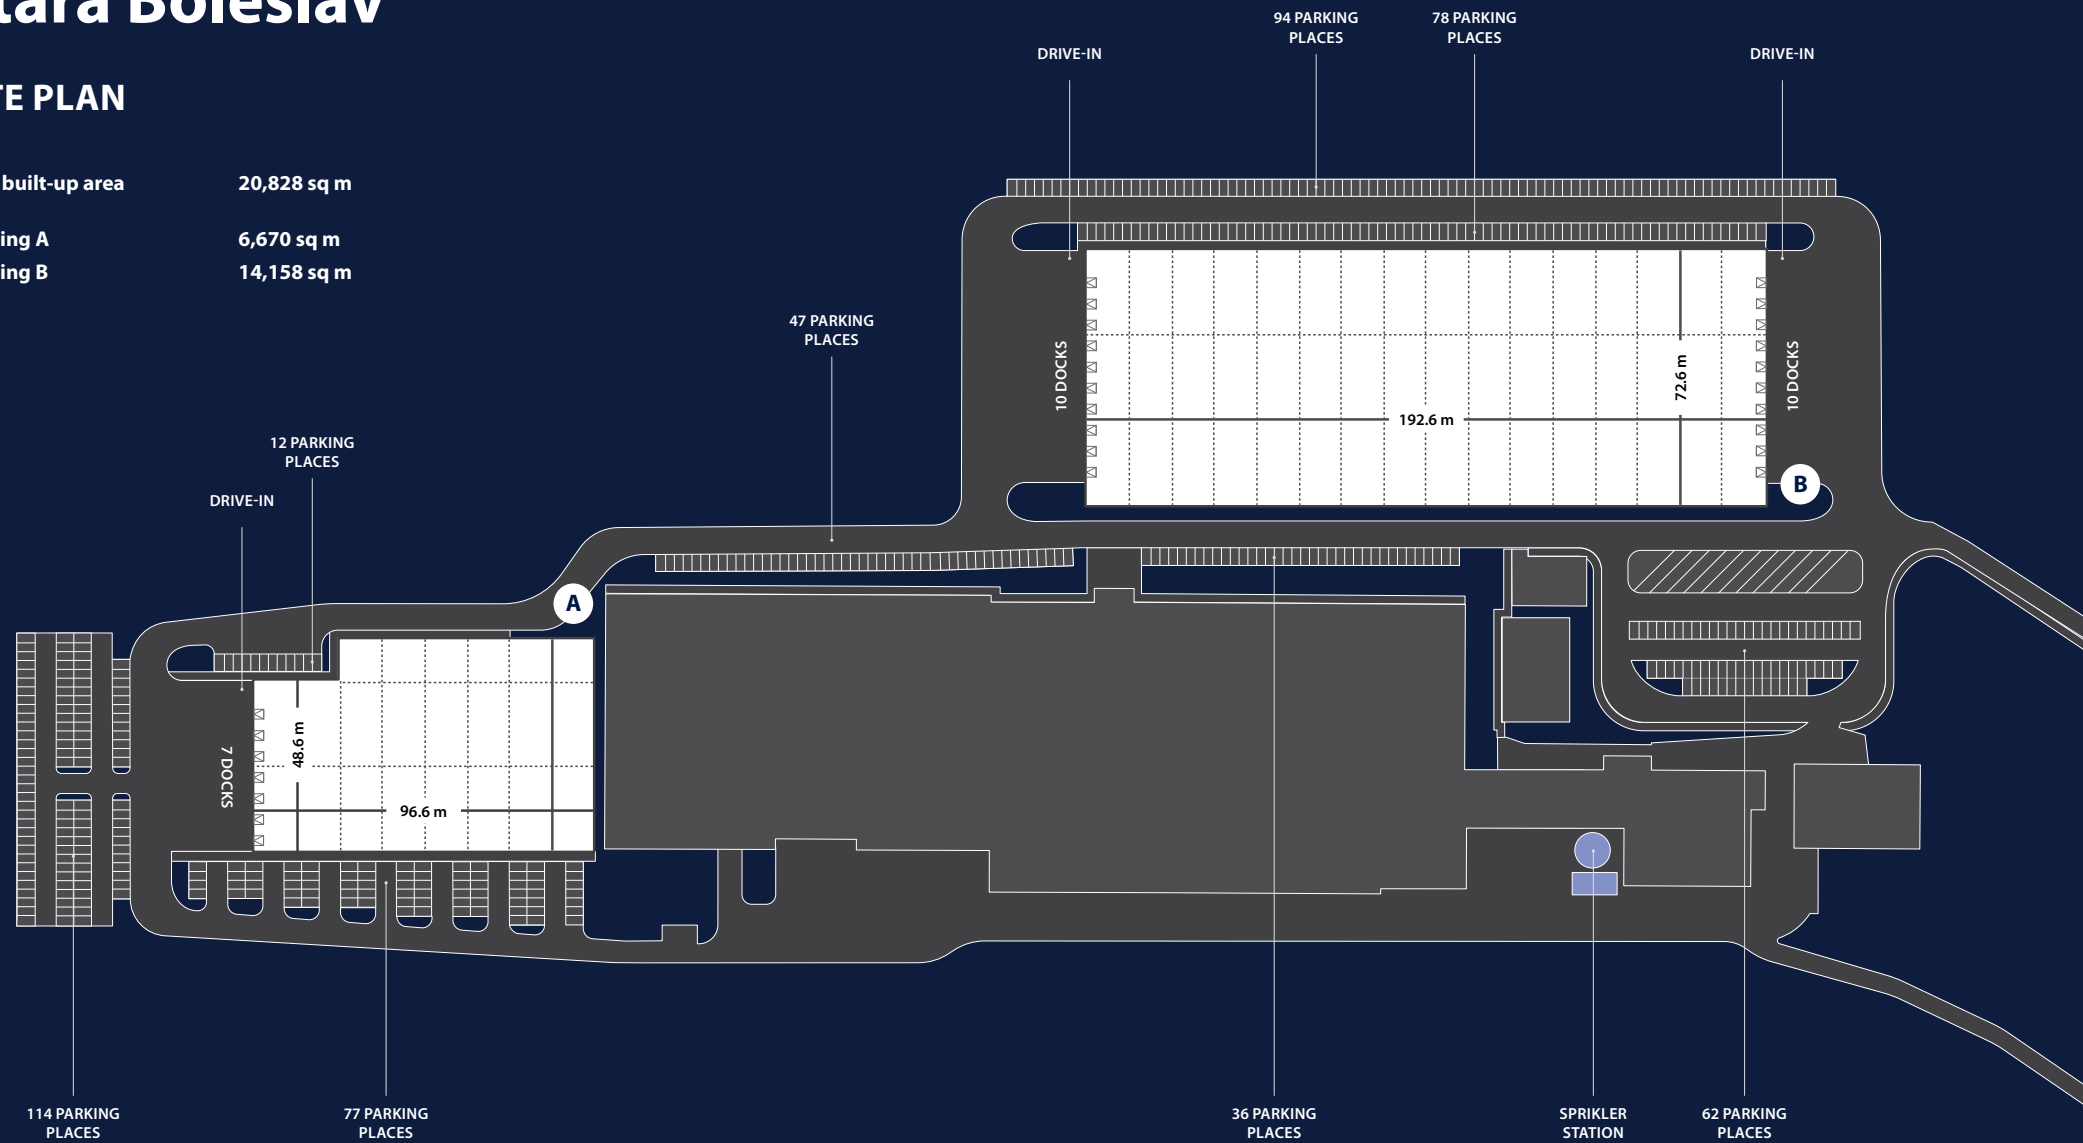 tara Boleslav
TE PLAN
built-up area 20,828 sq m
ing A 6,670 sq m
ing B 14,158 sq m
94 PARKING
PLACES
78 PARKING
PLACES
DRIVE-IN
DRIVE-IN
47 PARKING
PLACES
10 DOCKS
72.6 m
10 DOCKS
192.6 m
12 PARKING
PLACES
DRIVE-IN
B
A
7 DOCKS
48.6 m
96.6 m
114 PARKING
PLACES
77 PARKING
PLACES
36 PARKING
PLACES
SPRIKLER
STATION
62 PARKING
PLACES